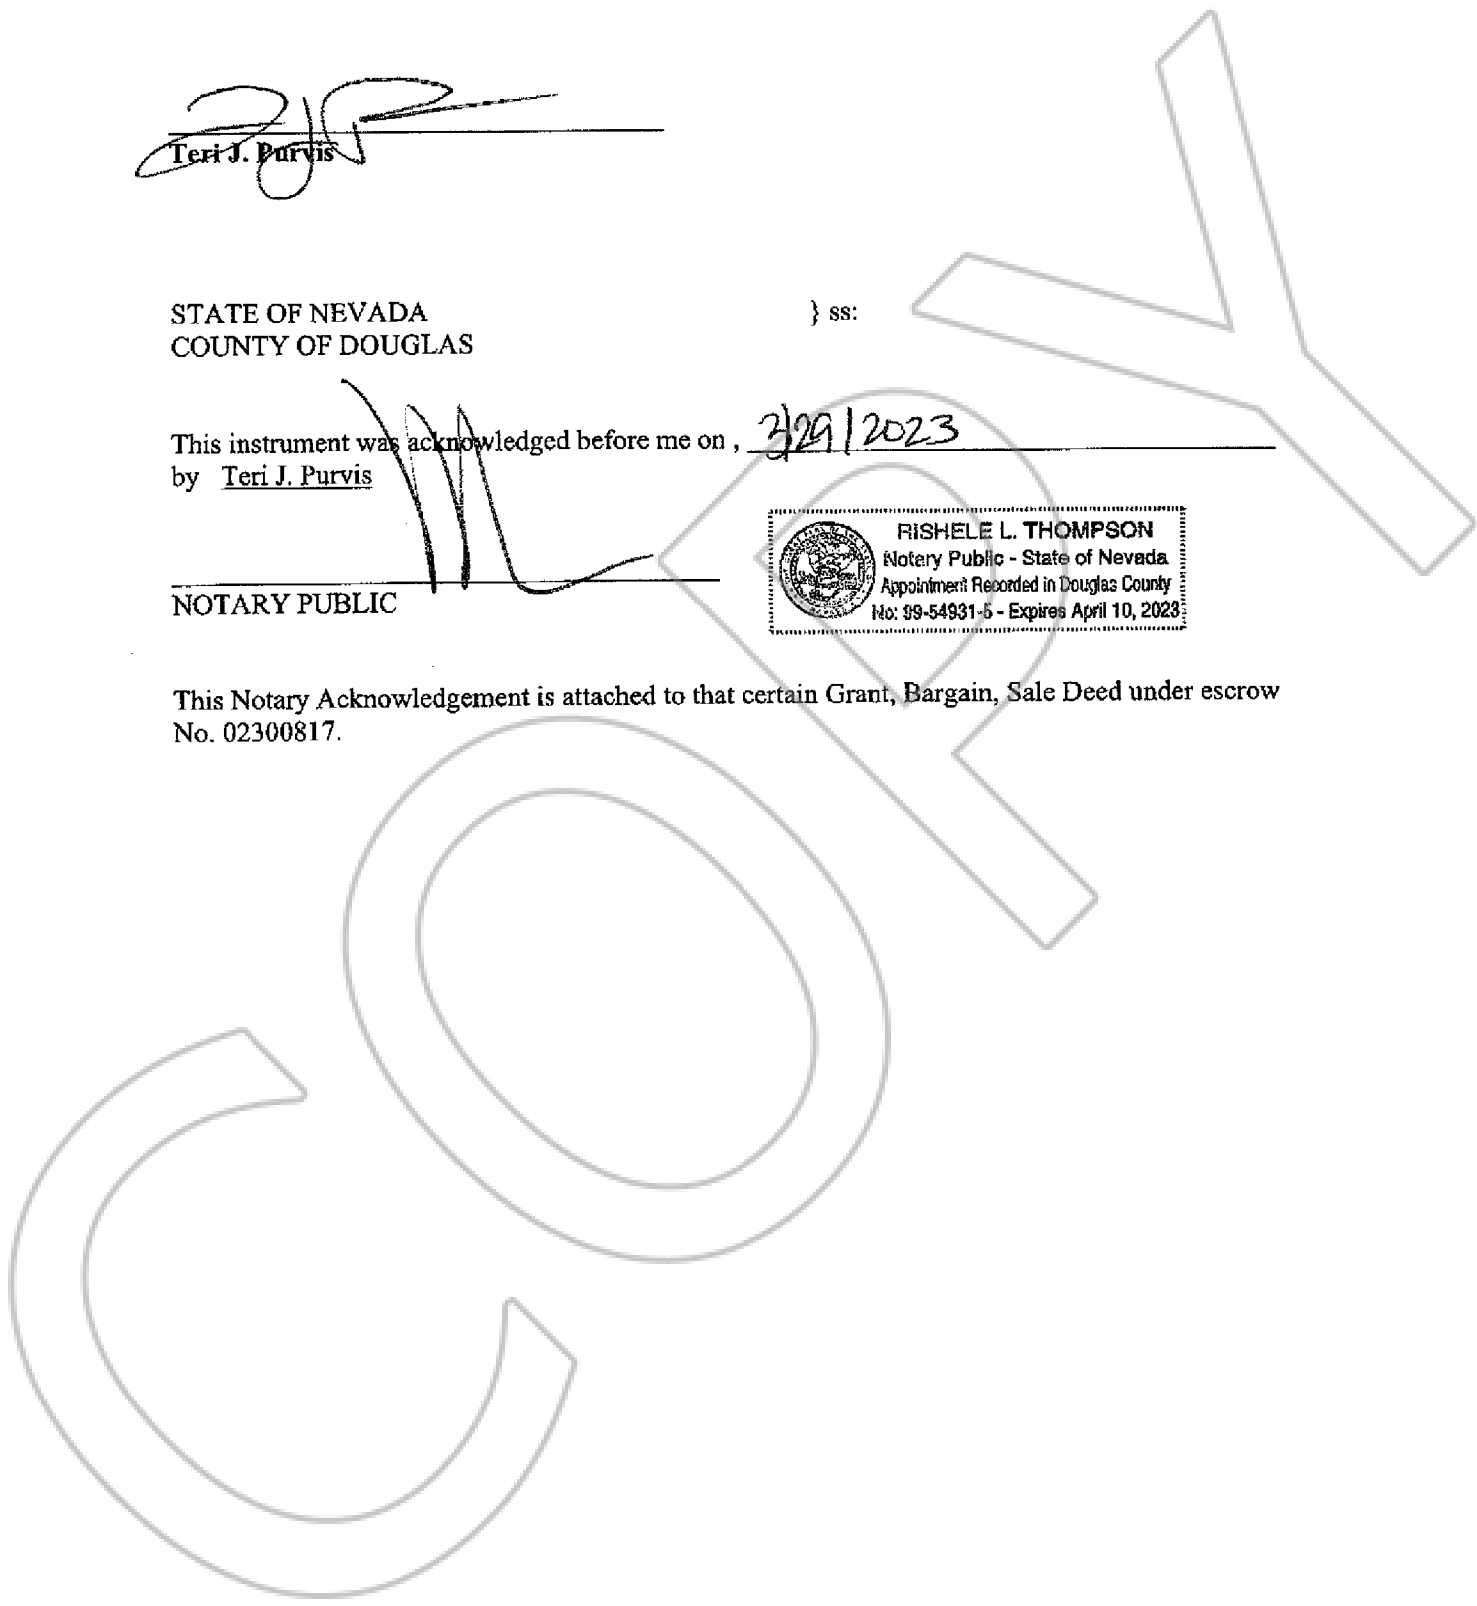 Teri J. Purvis
STATE OF NEVADA } ss:
COUNTY OF DOUGLAS
This instrument was acknowledged before me on , 3/29/2023
by Teri J. Purvis
NOTARY PUBLIC
RISHELE L. THOMPSON
Notary Public - State of Nevada
Appointment Recorded in Douglas County
No: 99-54931-5 - Expires April 10, 2023
This Notary Acknowledgement is attached to that certain Grant, Bargain, Sale Deed under escrow
No. 02300817.
COPY